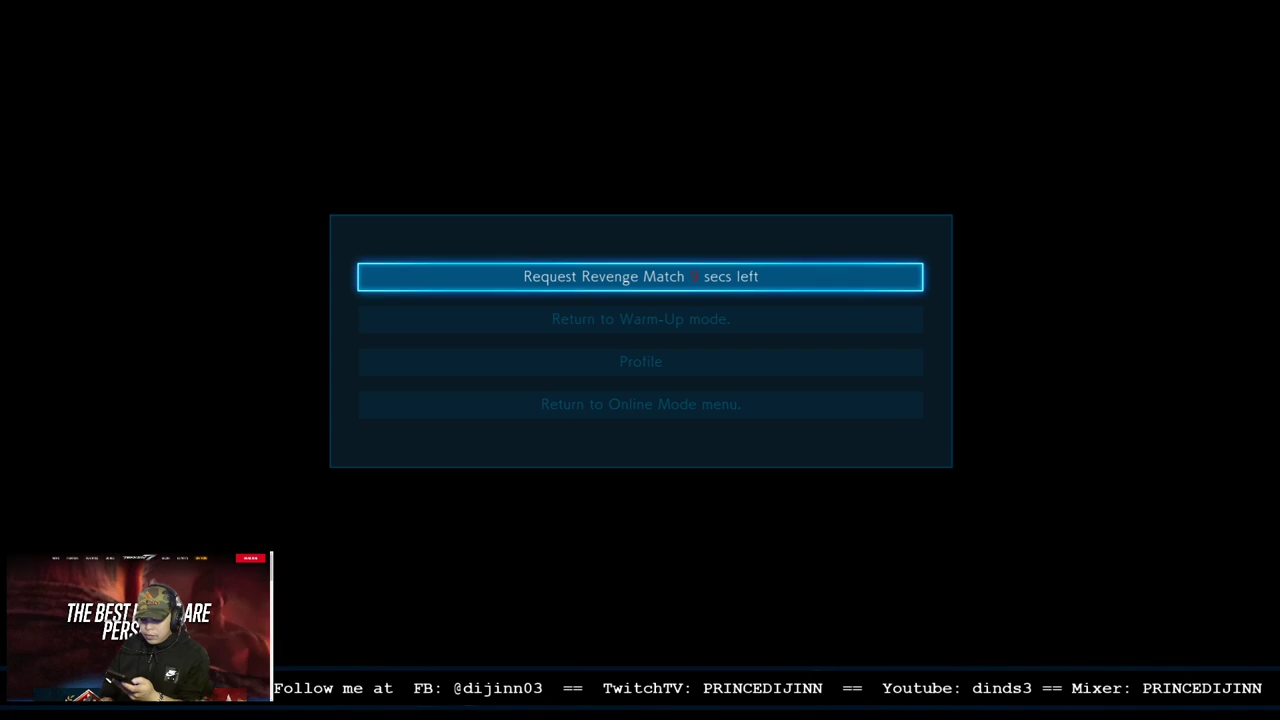 Request Revenge Match secs left
Return to Warm-Up mode.
Profile
Return to Online Mode menu.
THE BEST ARE
Follow me at FB: @dijinn03 == TwitchTV: PRINCEDIJINN == Youtube: dinds3 == Mixer: PRINCEDIJINN